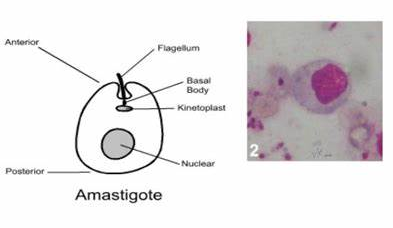 Anterior
Flagellum
Basal
Body
Kinetoplast
Nuclear
Posterior
Amastigote
2